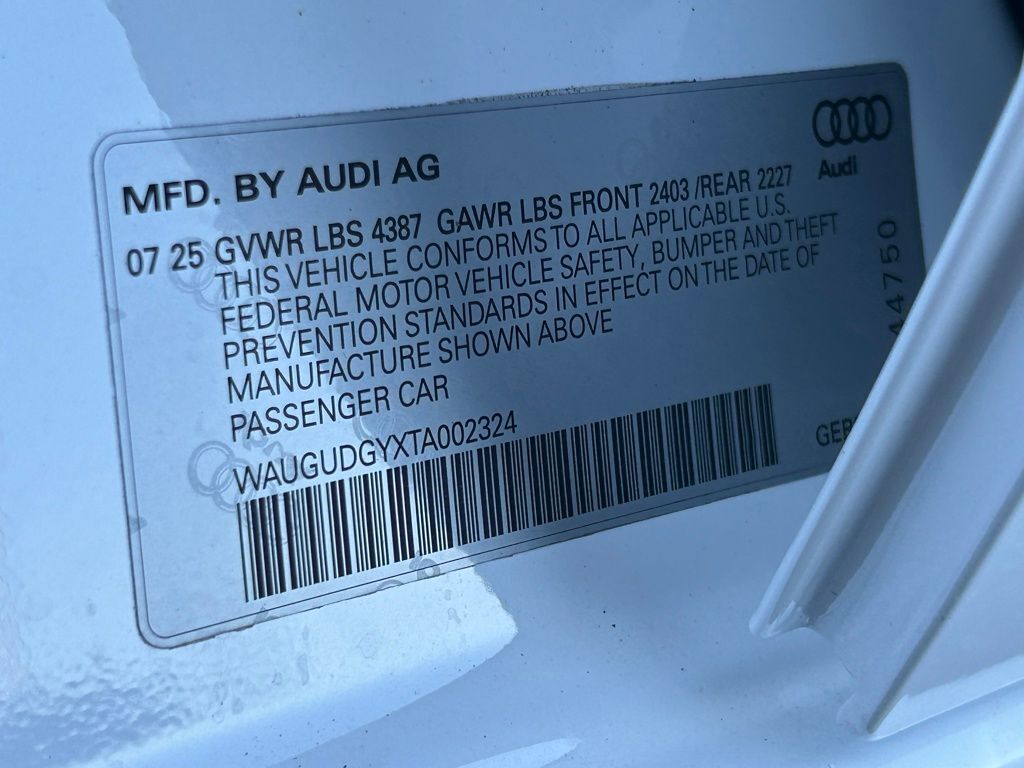 Audi
MFD. BY AUDI AG
07 25 GVWR LBS 4387 GAWR LBS FRONT 2403 /REAR 2227
THIS VEHICLE CONFORMS TO ALL APPLICABLE U.S.
FEDERAL MOTOR VEHICLE SAFETY, BUMPER AND THEFT
PREVENTION STANDARDS IN EFFECT ON THE DATE OF
MANUFACTURE SHOWN ABOVE
PASSENGER CAR
WAUGUDGYXTA002324